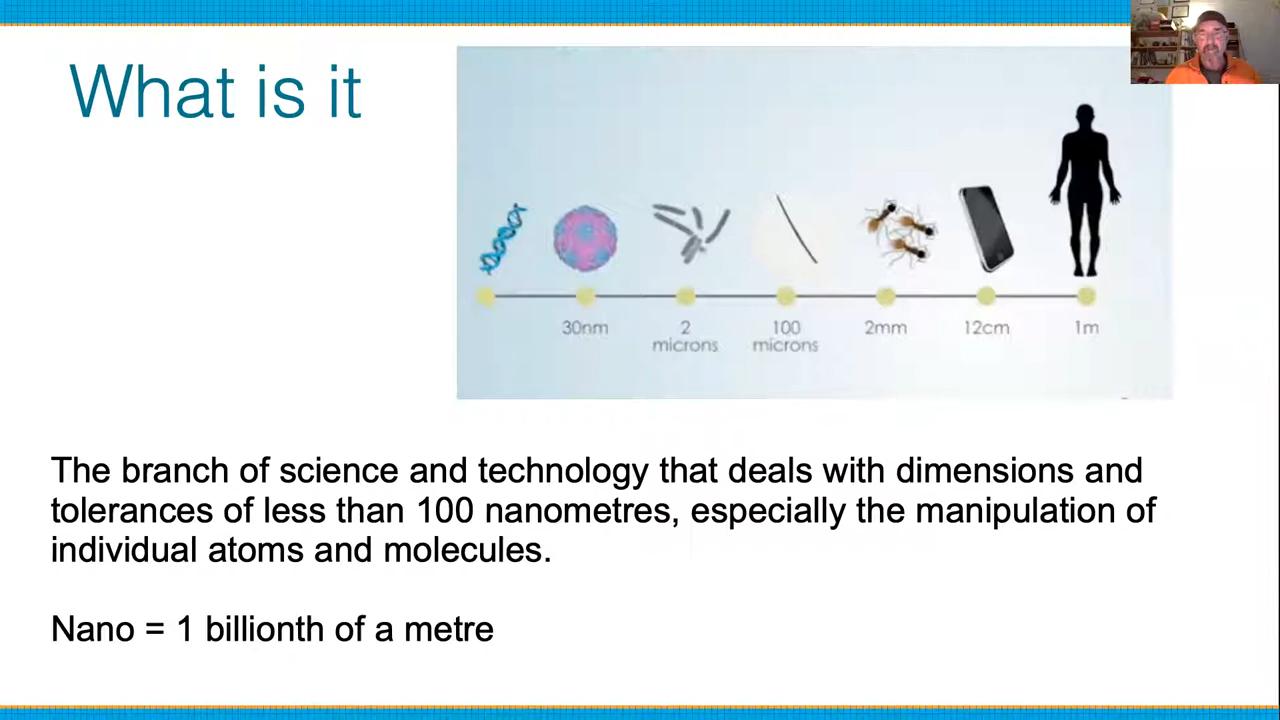 What is it
30nm
2
microns
100
microns
2mm
12cm
1m
The branch of science and technology that deals with dimensions and
tolerances of less than 100 nanometres, especially the manipulation of
individual atoms and molecules.
Nano = 1 billionth of a metre